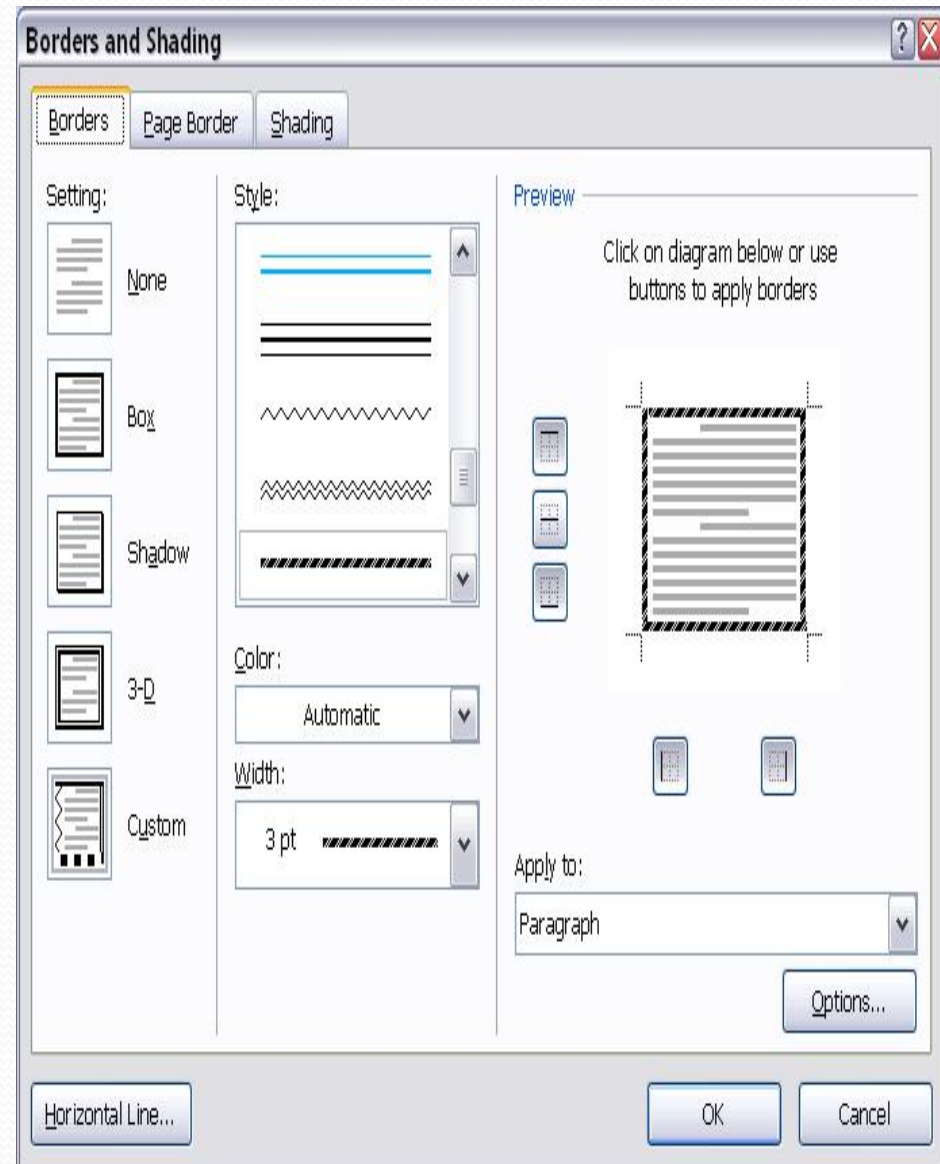 Borders and Shading
Borders
Page Border
Shading
Setting:
None
Box
Shadow
3-D
Custom
Style:
Color:
Automatic
Width:
3 pt
Preview
Click on diagram below or use
buttons to apply borders
Apply to:
Paragraph
Options...
Horizontal Line...
OK
Cancel